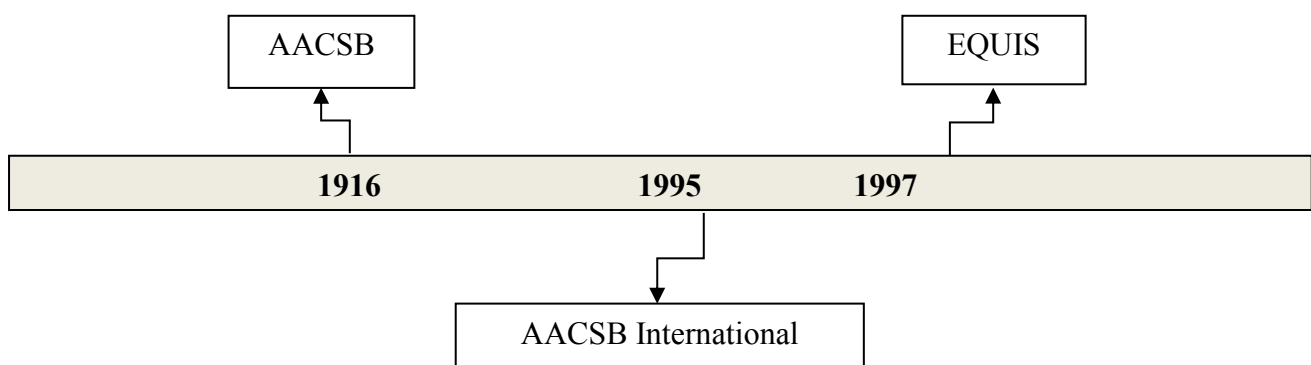 AACSB
EQUIS
1916 1995 1997
AACSB International